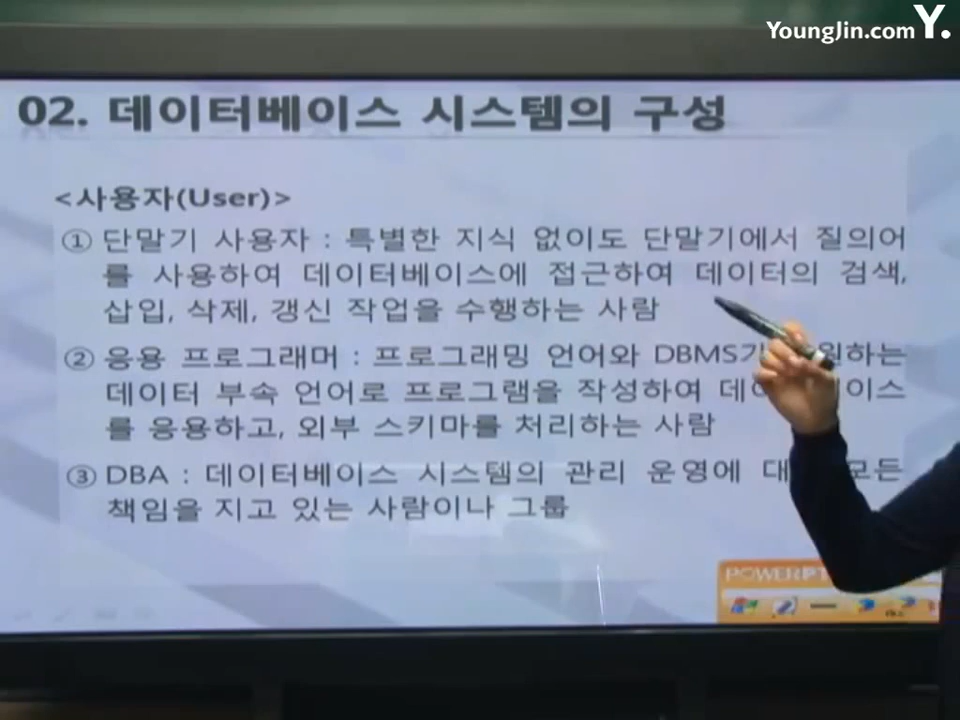 YoungJin.com Y.
02. 데이터베이스 시스템의 구성
<사용자(User)>
① 단말기 사용자 : 특별한 지식 없이도 단말기에서 질의어
를 사용하여 데이터베이스에 접근하여 데이터의 검색,
삽입, 삭제, 갱신 작업을 수행하는 사람
② 응용 프로그래머 : 프로그래밍 언어와 DBMS가 하는
데이터 부속 언어로 프로그램을 작성하여 이스
를 응용하고, 외부 스키마를 처리하는 사람
③ DBA : 데이터베이스 시스템의 관리 운영에 모든
책임을 지고 있는 사람이나 그룹